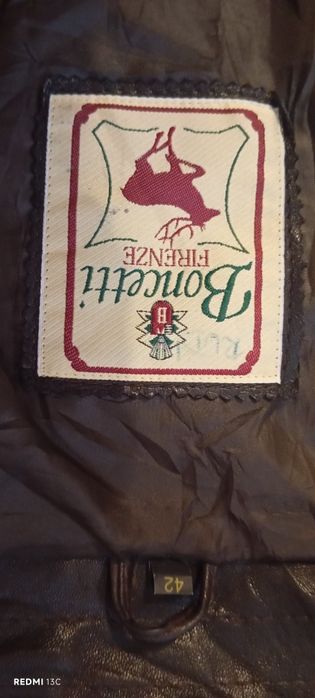 B
Boncetti
FIRENZE
42
REDMI 13C